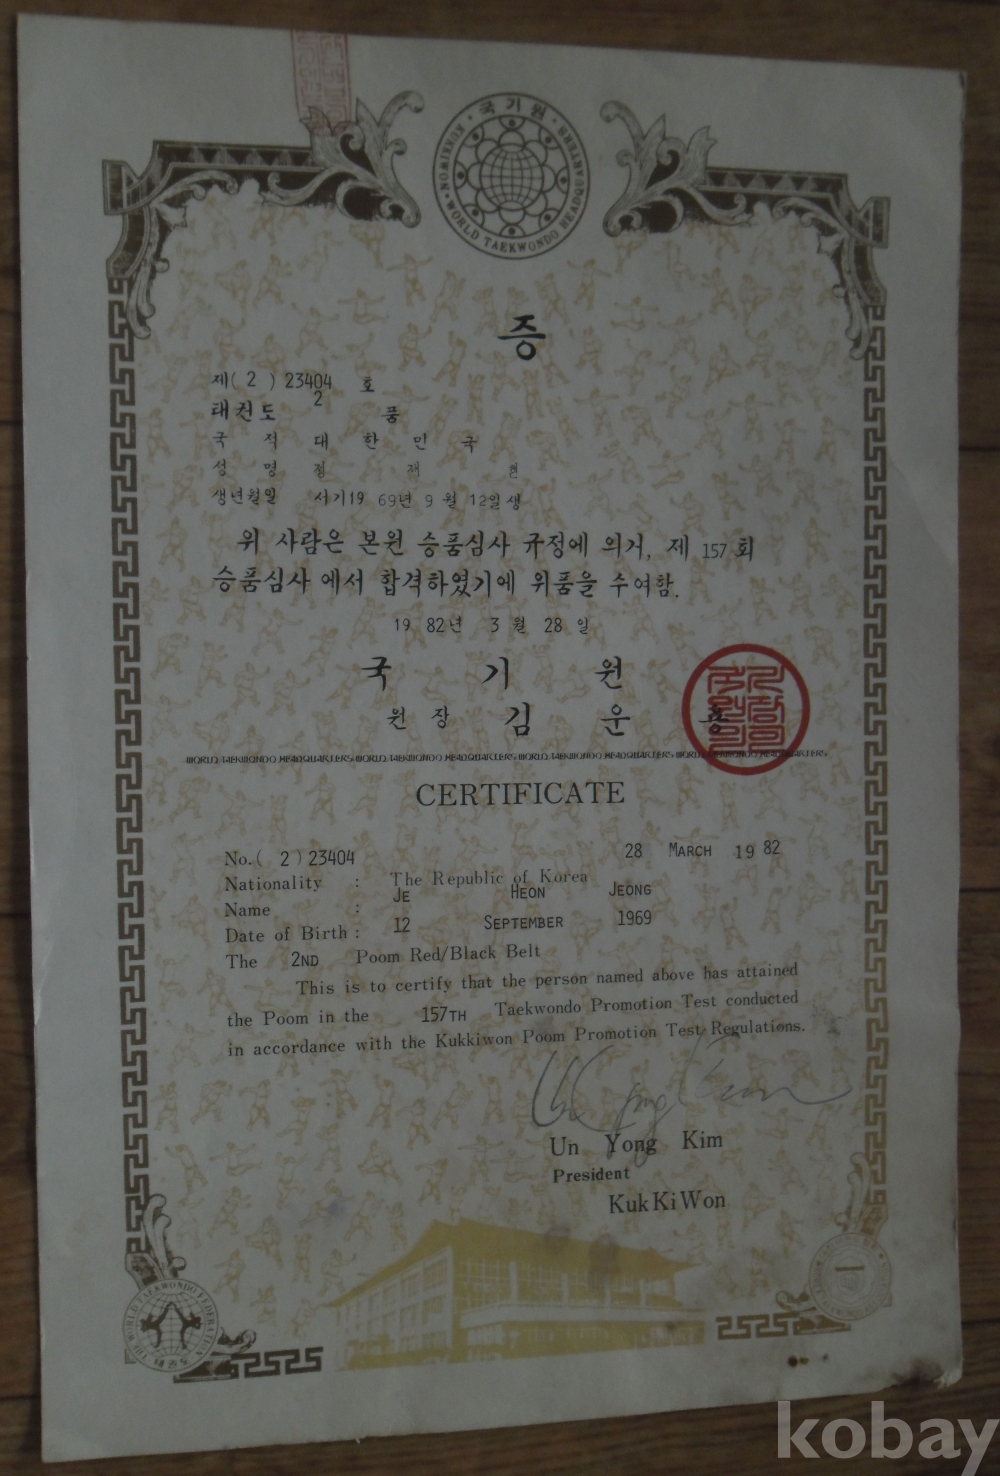 국기원
KUKKIWON · WORLD TAEKWONDO HEADQUARTERS
증
제( 2 ) 23404 호
태권도 2 품
국 적 대 한 민 국
성 명 정 재 헌
생년월일 서기19 69년 9 월 12일생
위 사람은 본원 승품심사 규정에 의거, 제 157 회
승품심사 에서 합격하였기에 위품을 수여함.
19 82년 3 월 28 일
국 기 원
원 장 김 운 용
WORLD TAEKWONDO HEADQUARTERS. WORLD TAEKWONDO HEADQUARTERS. WORLD TAEKWONDO HEADQUARTERS. WORLD TAEKWONDO HEADQUARTERS.
CERTIFICATE
No.( 2 ) 23404
28 MARCH 19 82
Nationality : The Republic of Korea
Name : JE HEON JEONG
Date of Birth : 12 SEPTEMBER 1969
The 2ND Poom Red/Black Belt
This is to certify that the person named above has attained
the Poom in the 157TH Taekwondo Promotion Test conducted
in accordance with the Kukkiwon Poom Promotion Test Regulations.
Un Yong Kim
Un Yong Kim
President
KukKiWon
THE WORLD TAEKWONDO FEDERATION
kobay